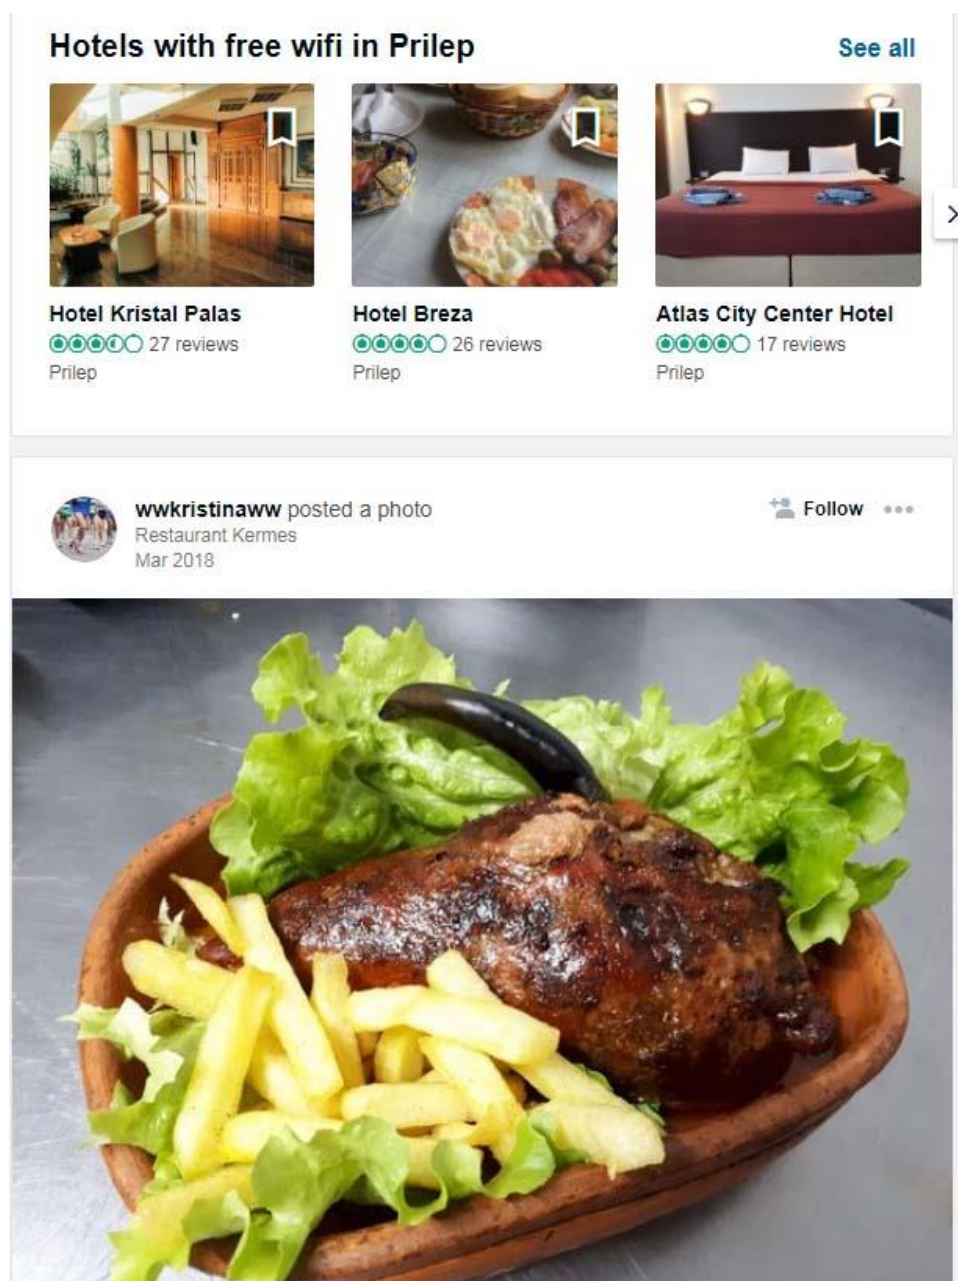 Hotels with free wifi in Prilep
See all
Hotel Kristal Palas
27 reviews
Prilep
Hotel Breza
26 reviews
Prilep
Atlas City Center Hotel
17 reviews
Prilep
wwkristinaww posted a photo
Restaurant Kermes
Mar 2018
Follow